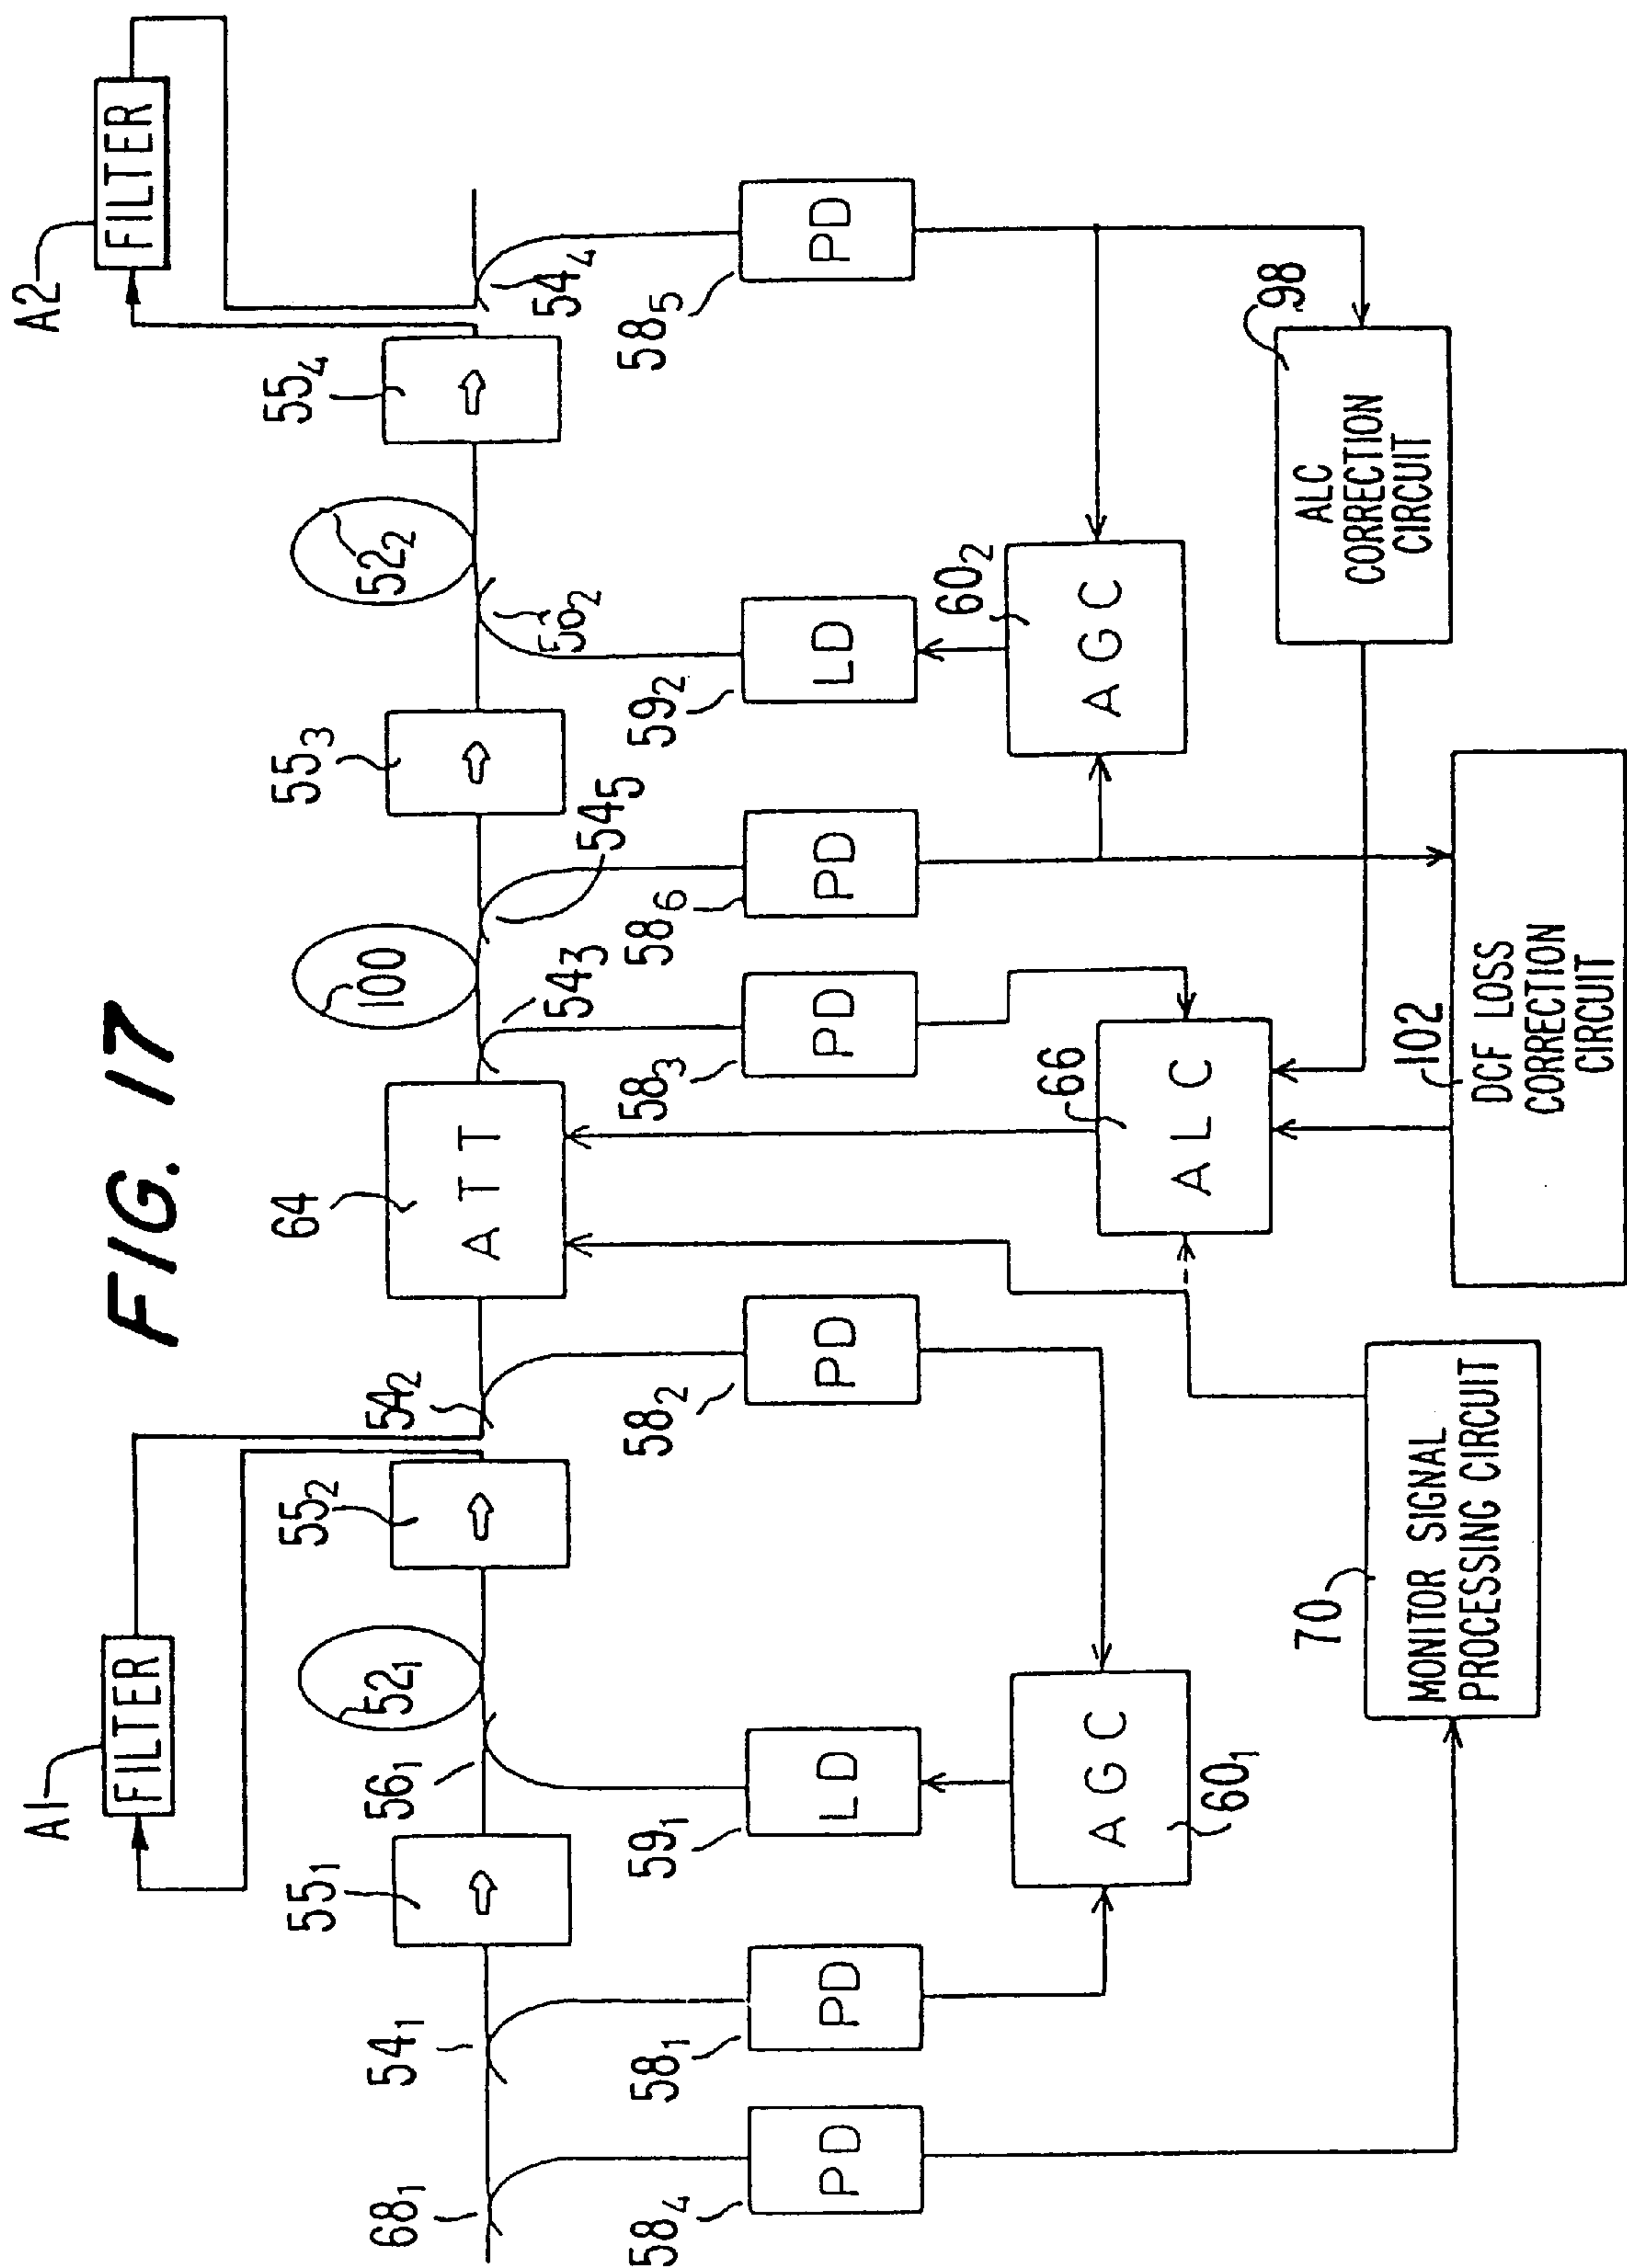 FIG. 17
A1
FILTER
A2
FILTER
68₁
54₁
55₁
56₁
52₁
55₂
54₂
64
ATT
54₃
100
54₅
55₃
56₂
52₂
55₄
54₄
58₄
PD
58₁
PD
59₁
LD
58₂
PD
58₃
PD
58₆
PD
59₂
LD
58₅
PD
AGC
60₁
66
ALC
60₂
AGC
98
ALC
CORRECTION
CIRCUIT
70
MONITOR SIGNAL
PROCESSING CIRCUIT
102
DCF LOSS
CORRECTION
CIRCUIT